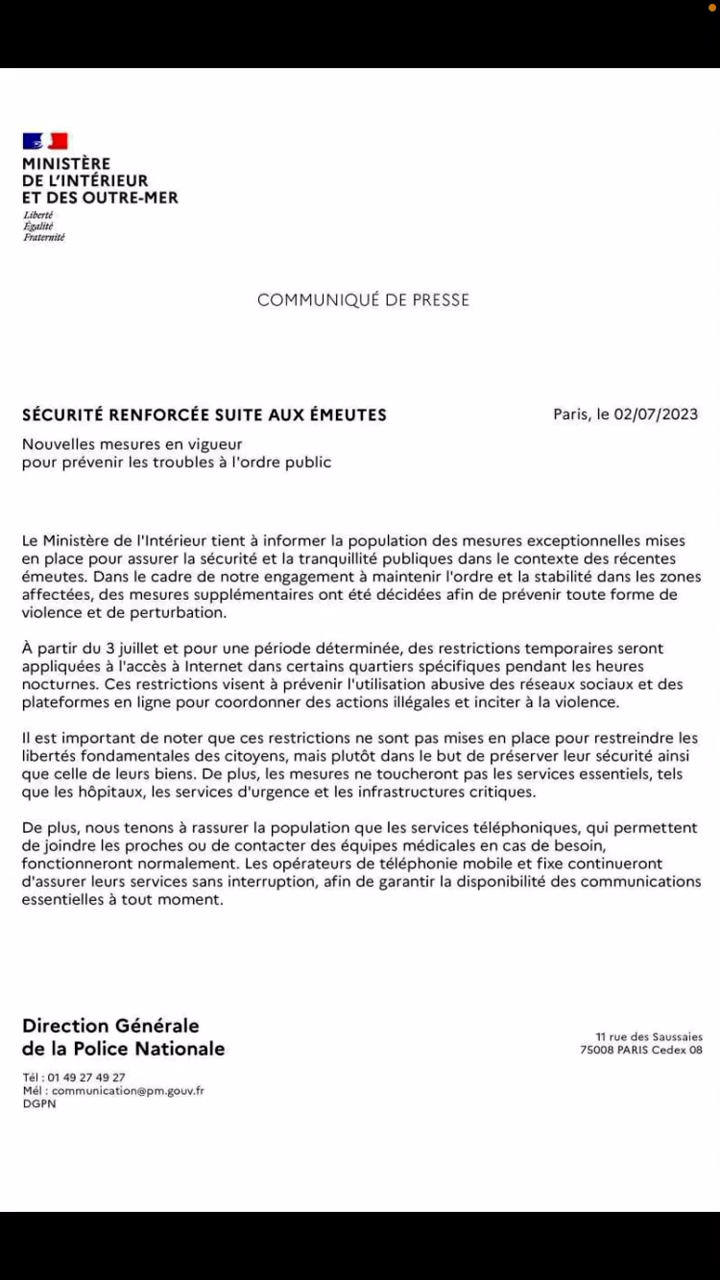 MINISTÈRE
DE L'INTÉRIEUR
ET DES OUTRE-MER
Liberté
Égalité
Fraternité
COMMUNIQUÉ DE PRESSE
SÉCURITÉ RENFORCÉE SUITE AUX ÉMEUTES
Paris, le 02/07/2023
Nouvelles mesures en vigueur
pour prévenir les troubles à l'ordre public
Le Ministère de l'Intérieur tient à informer la population des mesures exceptionnelles mises
en place pour assurer la sécurité et la tranquillité publiques dans le contexte des récentes
émeutes. Dans le cadre de notre engagement à maintenir l'ordre et la stabilité dans les zones
affectées, des mesures supplémentaires ont été décidées afin de prévenir toute forme de
violence et de perturbation.
À partir du 3 juillet et pour une période déterminée, des restrictions temporaires seront
appliquées à l'accès à Internet dans certains quartiers spécifiques pendant les heures
nocturnes. Ces restrictions visent à prévenir l'utilisation abusive des réseaux sociaux et des
plateformes en ligne pour coordonner des actions illégales et inciter à la violence.
Il est important de noter que ces restrictions ne sont pas mises en place pour restreindre les
libertés fondamentales des citoyens, mais plutôt dans le but de préserver leur sécurité ainsi
que celle de leurs biens. De plus, les mesures ne toucheront pas les services essentiels, tels
que les hôpitaux, les services d'urgence et les infrastructures critiques.
De plus, nous tenons à rassurer la population que les services téléphoniques, qui permettent
de joindre les proches ou de contacter des équipes médicales en cas de besoin,
fonctionneront normalement. Les opérateurs de téléphonie mobile et fixe continueront
d'assurer leurs services sans interruption, afin de garantir la disponibilité des communications
essentielles à tout moment.
Direction Générale
de la Police Nationale
Tél : 01 49 27 49 27
Mél : communication@pm.gouv.fr
DGPN
11 rue des Saussaies
75008 PARIS Cedex 08